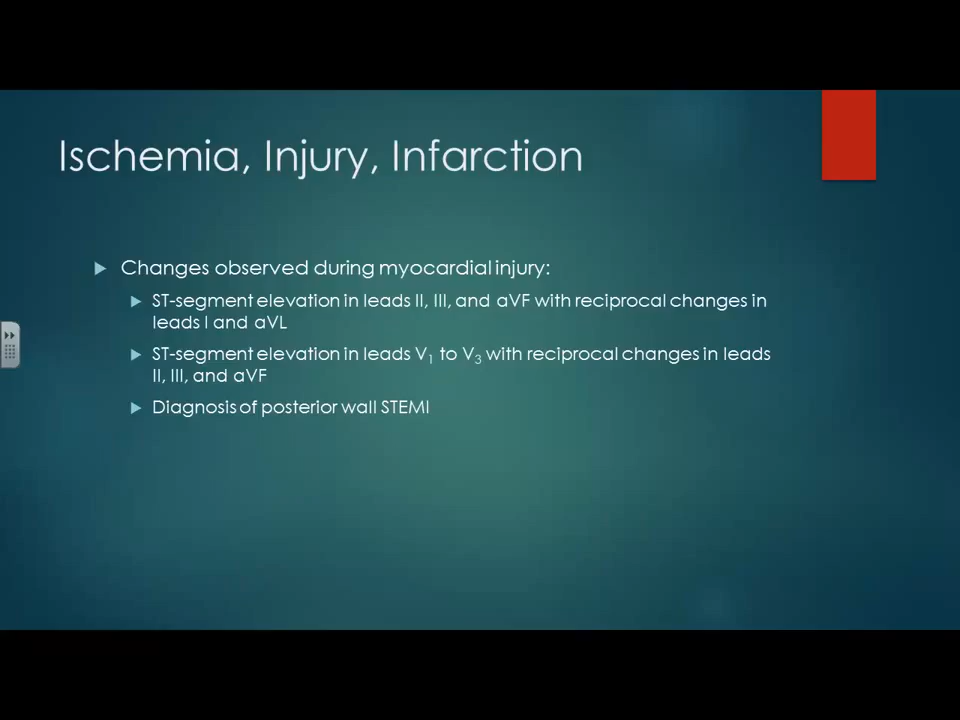 Ischemia, Injury, Infarction
Changes observed during myocardial injury:
ST-segment elevation in leads II, III, and aVF with reciprocal changes in
leads I and aVL
ST-segment elevation in leads V₁ to V₃ with reciprocal changes in leads
II, III, and aVF
Diagnosis of posterior wall STEMI